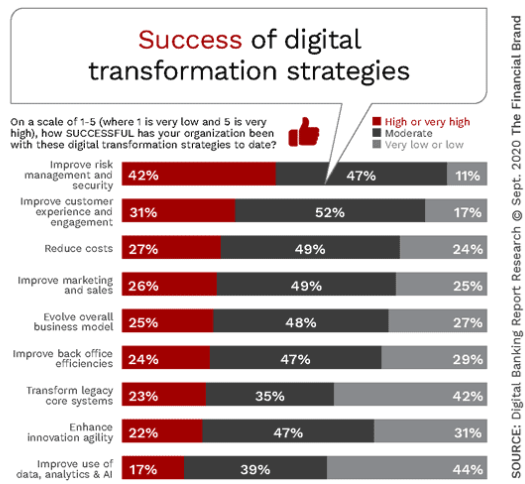 Success of digital
transformation strategies
On a scale of 1-5 (where 1 is very low and 5 is very
high), how SUCCESSFUL has your organization been
with these digital transformation strategies to date?
High or very high
Moderate
Very low or low
Improve risk
management and
security
42%
47%
11%
Improve customer
experience and
engagement
31%
52%
17%
Reduce costs
27%
49%
24%
Improve marketing
and sales
26%
49%
25%
Evolve overall
business model
25%
48%
27%
Improve back office
efficiencies
24%
47%
29%
Transform legacy
core systems
23%
35%
42%
Enhance
innovation agility
22%
47%
31%
Improve use of
data, analytics & AI
17%
39%
44%
SOURCE: Digital Banking Report Research © Sept. 2020 The Financial Brand